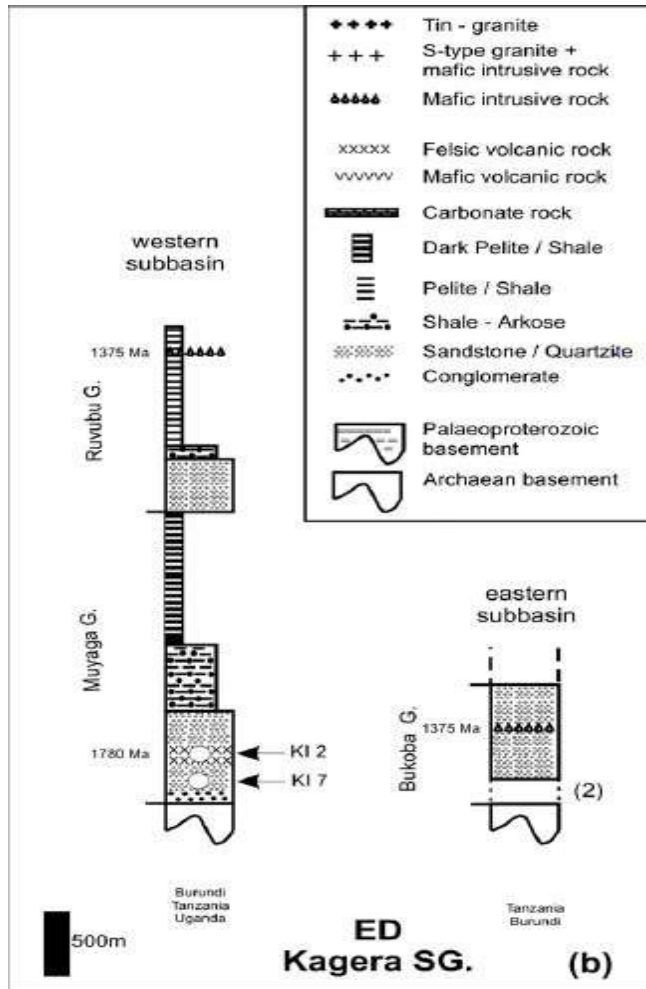 Tin - granite
S-type granite +
mafic intrusive rock
Mafic intrusive rock
Felsic volcanic rock
Mafic volcanic rock
Carbonate rock
Dark Pelite / Shale
Pelite / Shale
Shale - Arkose
Sandstone / Quartzite
Conglomerate
Palaeoproterozoic
basement
Archaean basement
western
subbasin
1375 Ma
Ruvubu G.
Muyaga G.
1780 Ma
KI 2
KI 7
Burundi
Tanzania
Uganda
eastern
subbasin
Bukoba G.
1375 Ma
(2)
Tanzania
Burundi
500m
ED
Kagera SG.
(b)